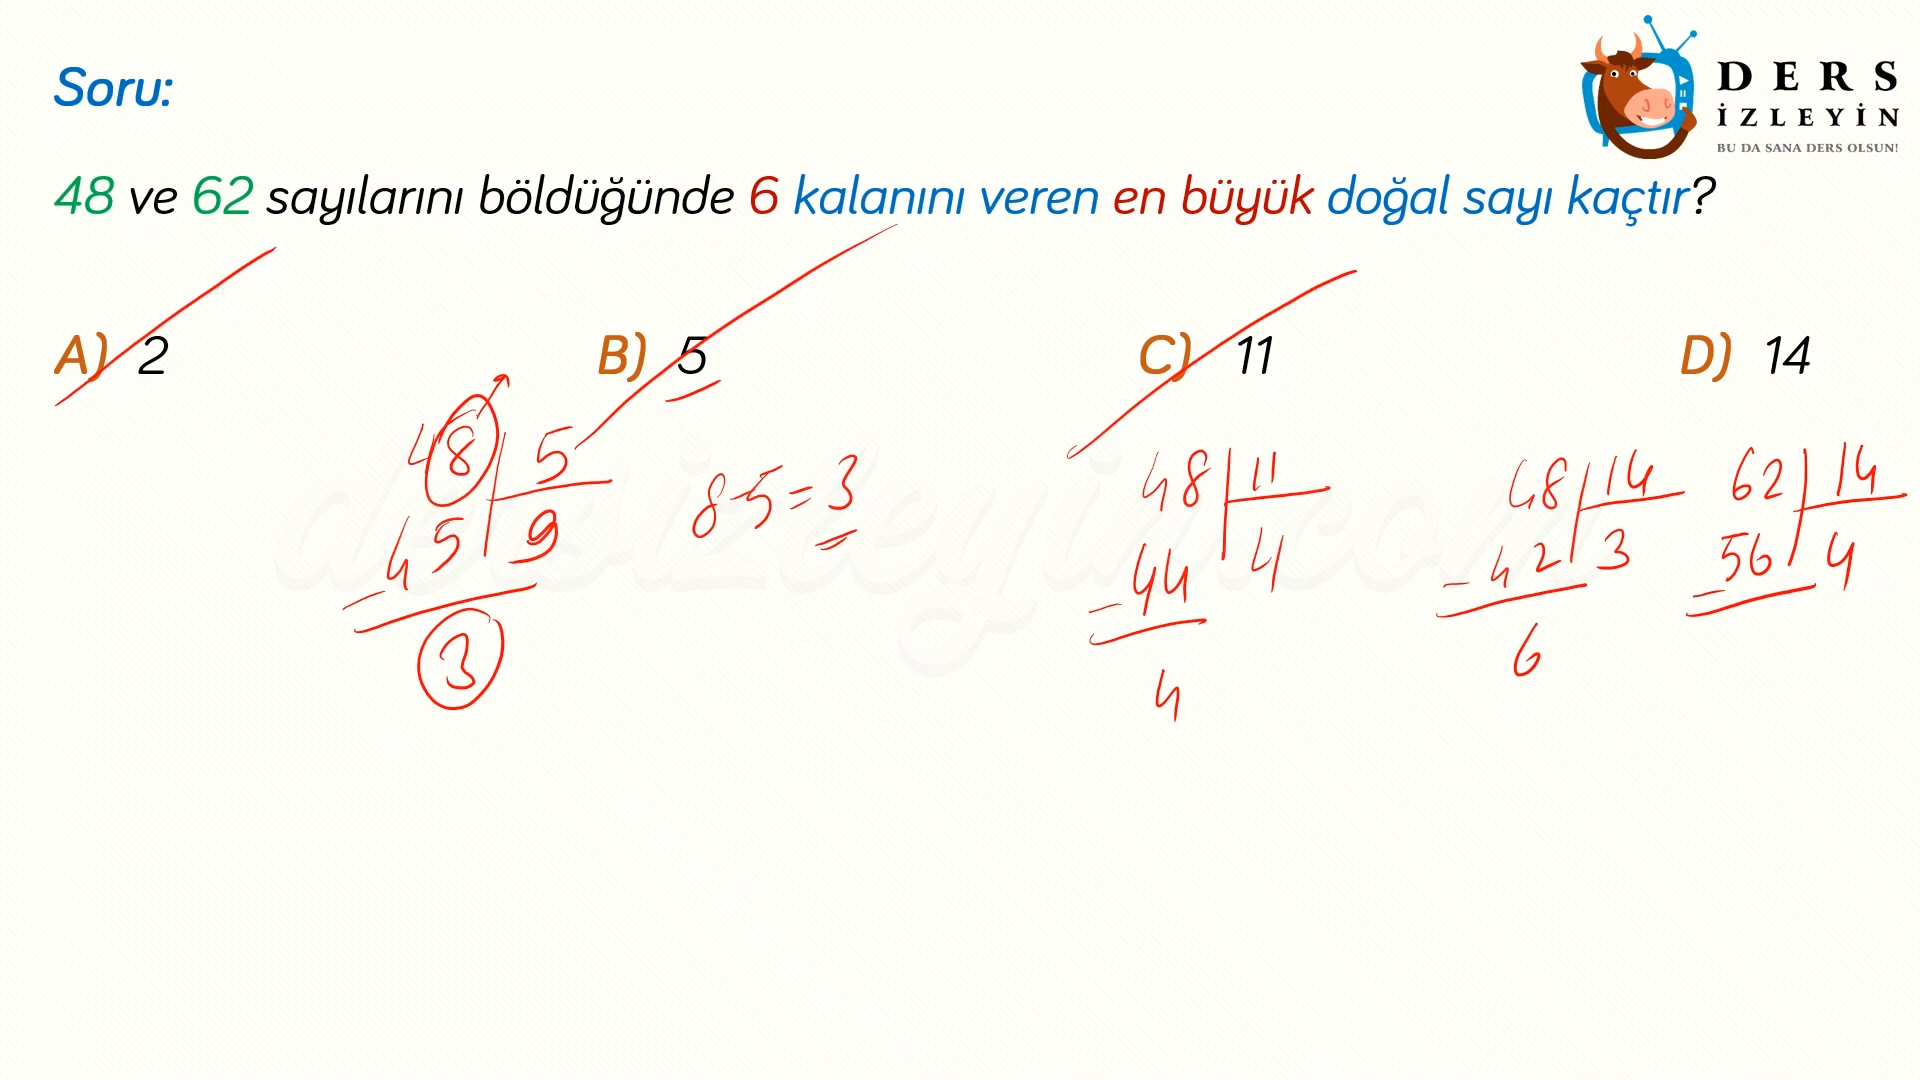 Soru:
DERS
İZLEYİN
BU DA SANA DERS OLSUN!
48 ve 62 sayılarını böldüğünde 6 kalanını veren en büyük doğal sayı kaçtır?
A) 2 B) 5 C) 11 D) 14
48 5
- 45 9
3
8-5=3
48 11
- 44 4
4
48 14
- 42 3
6
62 14
- 56 4
dersizleyin.com